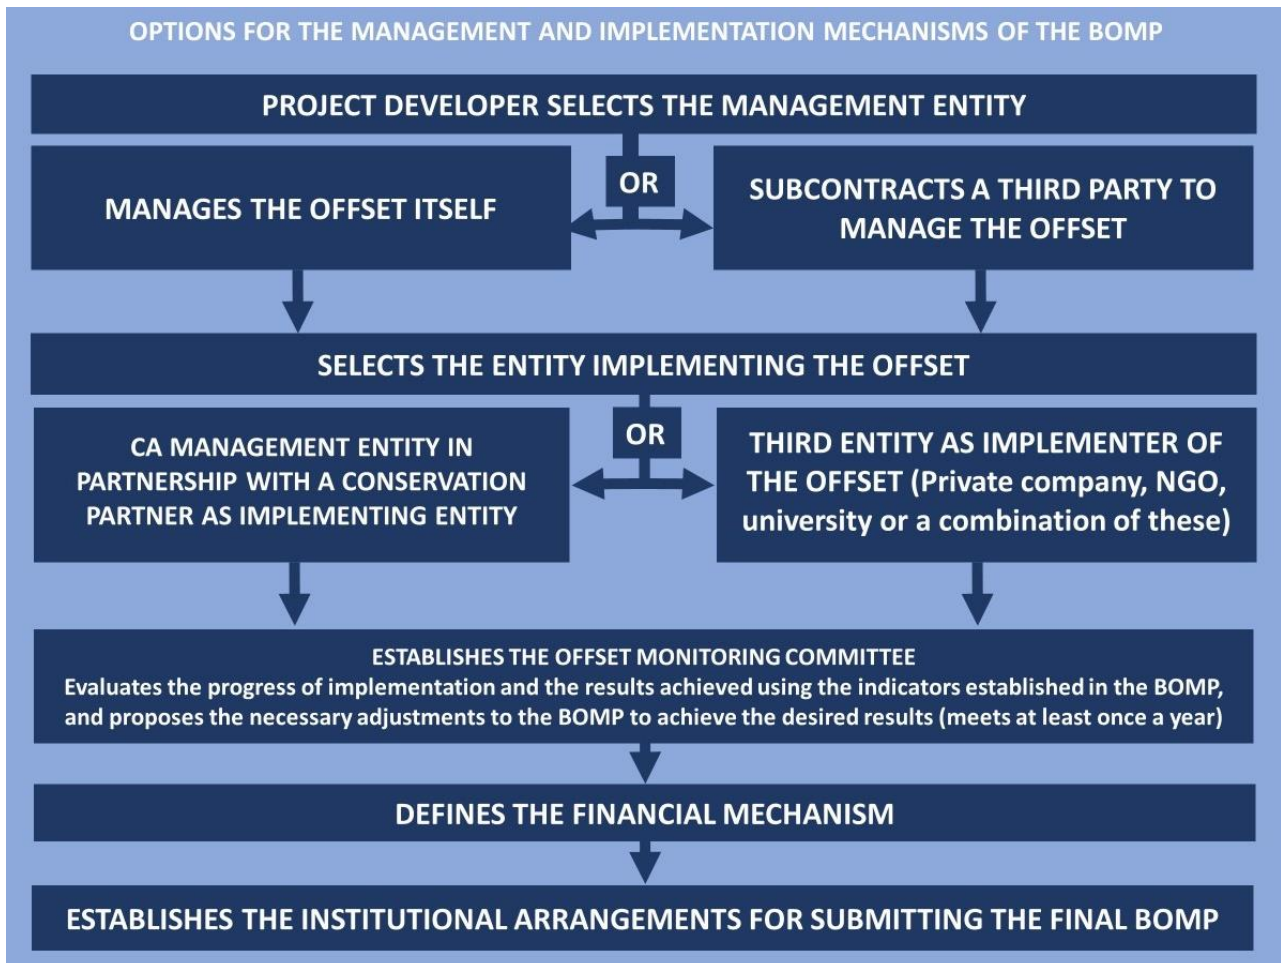 OPTIONS FOR THE MANAGEMENT AND IMPLEMENTATION MECHANISMS OF THE BOMP
PROJECT DEVELOPER SELECTS THE MANAGEMENT ENTITY
OR
MANAGES THE OFFSET ITSELF
SUBCONTRACTS A THIRD PARTY TO
MANAGE THE OFFSET
SELECTS THE ENTITY IMPLEMENTING THE OFFSET
OR
CA MANAGEMENT ENTITY IN
PARTNERSHIP WITH A CONSERVATION
PARTNER AS IMPLEMENTING ENTITY
THIRD ENTITY AS IMPLEMENTER OF
THE OFFSET (Private company, NGO,
university or a combination of these)
ESTABLISHES THE OFFSET MONITORING COMMITTEE
Evaluates the progress of implementation and the results achieved using the indicators established in the BOMP,
and proposes the necessary adjustments to the BOMP to achieve the desired results (meets at least once a year)
DEFINES THE FINANCIAL MECHANISM
ESTABLISHES THE INSTITUTIONAL ARRANGEMENTS FOR SUBMITTING THE FINAL BOMP